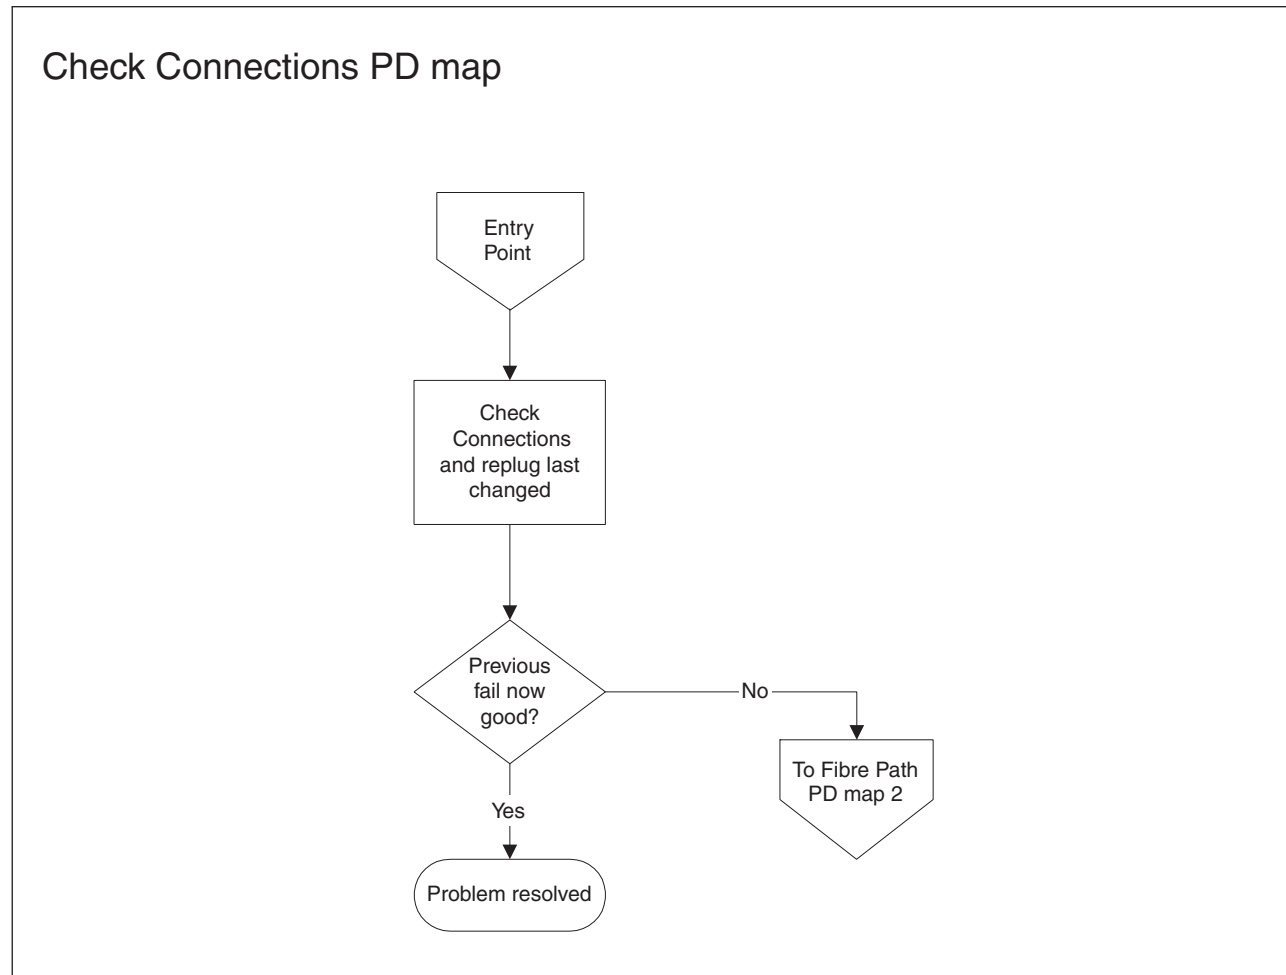 Check Connections PD map
Entry
Point
Check
Connections
and replug last
changed
Previous
fail now
good?
No
To Fibre Path
PD map 2
Yes
Problem resolved